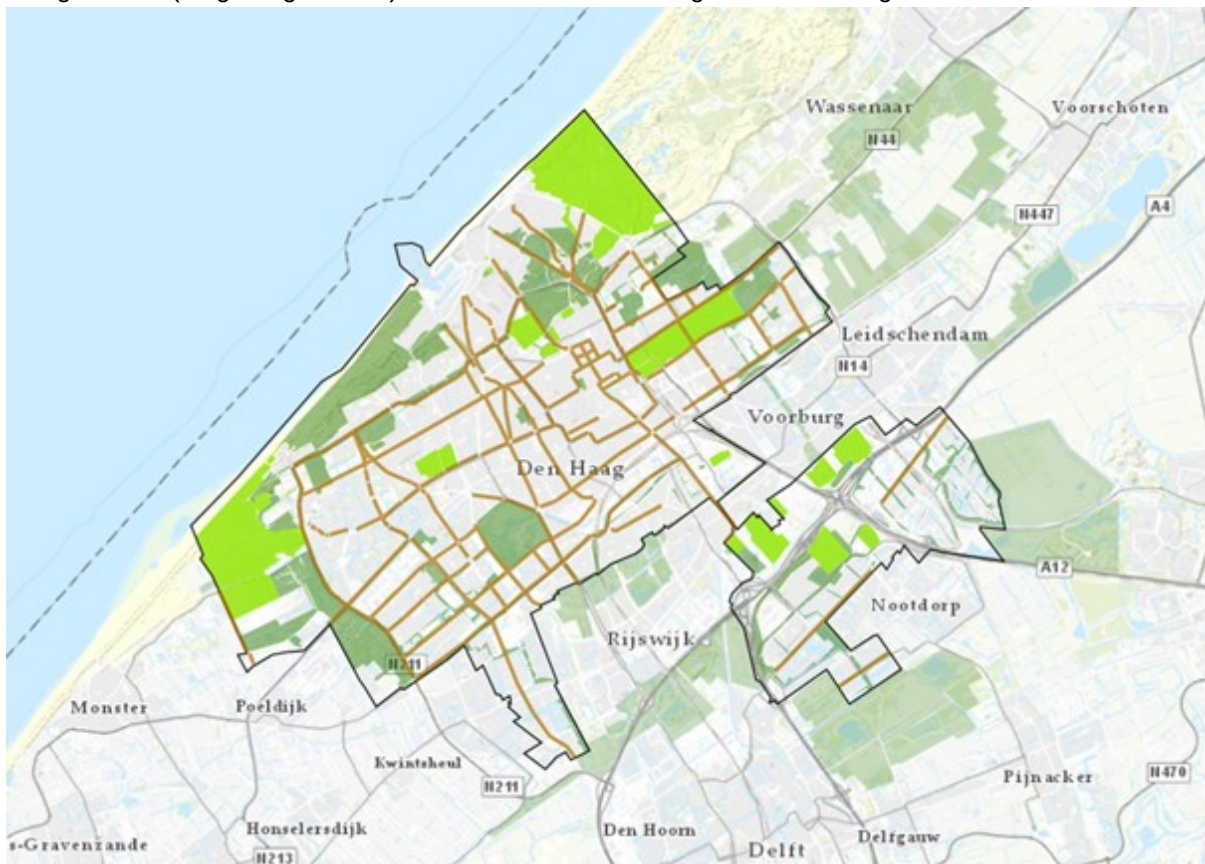 Wassenaar
Voorschoten
N44
N447
A4
Leidschendam
N14
Voorburg
Den Haag
A12
Nootdorp
Rijswijk
N211
Monster
Poeldijk
Kwintsheul
Pijnacker
N470
N211
Honselersdijk
Den Hoorn
Delfgauw
s-Gravenzande
N213
Delft